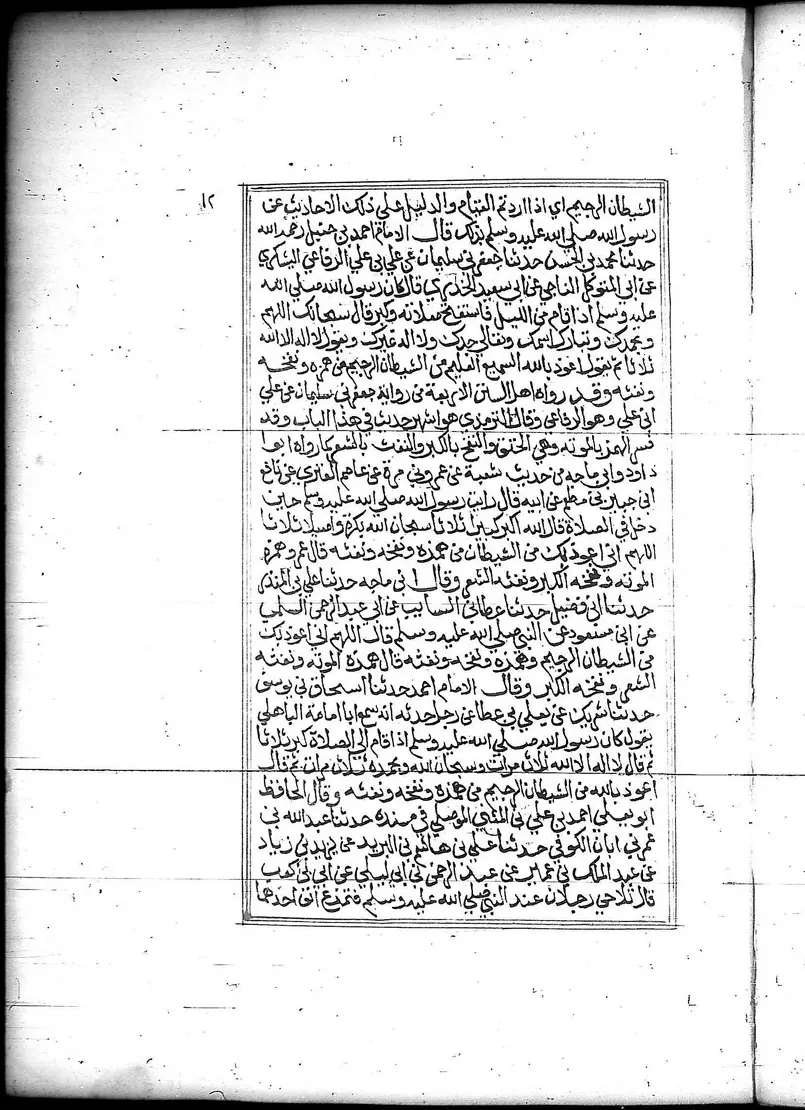 ١٢
الشيطان الرجيم اي اذا اردتم القيام والدليل على ذلك الاحاديث عن
رسول الله صلى الله عليه وسلم بذلك قال الامام احمد بن حنبل رحمه الله
حدثنا محمد بن الحسن حدثنا جعفر بن سليمان عن علي بن علي الرفاعي اليشكري
عن ابي المتوكل الناجي عن ابي سعيد الخدري قال كان رسول الله صلى الله
عليه وسلم اذا قام من الليل فاستفتح صلاته وكبر قال سبحانك اللهم
وبحمدك وتبارك اسمك وتعالى جدك ولا اله غيرك ويقول لا اله الا الله
ثلاثا ثم يقول اعوذ بالله السميع العليم من الشيطان الرجيم من همزه ونفخه
ونفثه وقد رواه اهل السنن الاربعة من رواية جعفر بن سليمان عن علي
ابن علي وهو الرفاعي وقال الترمذي هو اشهر حديث في هذا الباب وقد
فسر الهمز بالموته وهي الخنق والنفخ بالكبر والنفث بالشعر كما رواه ابوا
داود وابن ماجه من حديث شعبة عن عمرو بن مرة عن عاصم العنزي عن نافع
ابن جبير بن مطعم عن ابيه قال رايت رسول الله صلى الله عليه وسلم حاين
دخل في الصلاة قال الله اكبر كبيرا ثلاثا سبحان الله بكرة واصيلا ثلاثا
اللهم اني اعوذ بك من الشيطان من همزه ونفخه ونفثه قال عمر وهمزه
الموته ونفخه الكبر ونفثه الشعر وقال ابن ماجه حدثنا علي بن المنذر
حدثنا ابن فضيل حدثنا عطا بن السايب عن ابي عبد الرحمن السلمي
عن ابن مسعود عن النبي صلى الله عليه وسلم قال اللهم اني اعوذ بك
من الشيطان الرجيم وهمزه ونفخه ونفثه قال همزه الموته ونفثه
الشعر ونفخه الكبر وقال الامام احمد حدثنا اسحاق بن يوسف
حدثنا شريك عن يعلى بن عطا عن رجل حدثه انه سمع ابا امامة الباهلي
يقول كان رسول الله صلى الله عليه وسلم اذا قام الى الصلاة كبر ثلاثا
ثم قال لا اله الا الله ثلاث مرات وسبحان الله وبحمده ثلاث مرات ثم قال
اعوذ بالله من الشيطان الرجيم من همزه ونفخه ونفثه وقال الحافظ
ابو يعلى احمد بن علي بن المثنى الموصلي في مسنده حدثنا عبد الله بن
عمر بن ابان الكوفي حدثنا علي بن هاشم بن البريد عن يزيد بن زياد
عن عبد الملك بن عمير عن عبد الرحمن بن ابي ليلى عن ابي بن كعب
قال تلاحى رجلان عند النبي صلى الله عليه وسلم فتمزع انف احدهما